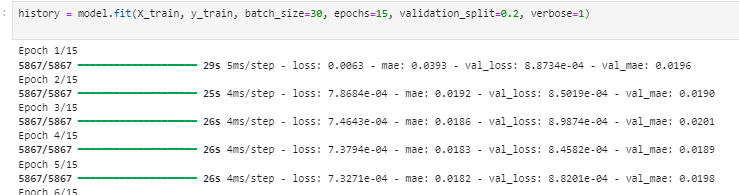 history = model.fit(X_train, y_train, batch_size=30, epochs=15, validation_split=0.2, verbose=1)
Epoch 1/15
5867/5867 ━━━━━━━━━━━━━━━━━━━━ 29s 5ms/step - loss: 0.0063 - mae: 0.0393 - val_loss: 8.8734e-04 - val_mae: 0.0196
Epoch 2/15
5867/5867 ━━━━━━━━━━━━━━━━━━━━ 25s 4ms/step - loss: 7.8684e-04 - mae: 0.0192 - val_loss: 8.5019e-04 - val_mae: 0.0190
Epoch 3/15
5867/5867 ━━━━━━━━━━━━━━━━━━━━ 26s 4ms/step - loss: 7.4643e-04 - mae: 0.0186 - val_loss: 8.9874e-04 - val_mae: 0.0201
Epoch 4/15
5867/5867 ━━━━━━━━━━━━━━━━━━━━ 26s 4ms/step - loss: 7.3794e-04 - mae: 0.0183 - val_loss: 8.4582e-04 - val_mae: 0.0189
Epoch 5/15
5867/5867 ━━━━━━━━━━━━━━━━━━━━ 26s 4ms/step - loss: 7.3271e-04 - mae: 0.0182 - val_loss: 8.8201e-04 - val_mae: 0.0198
Epoch 6/15